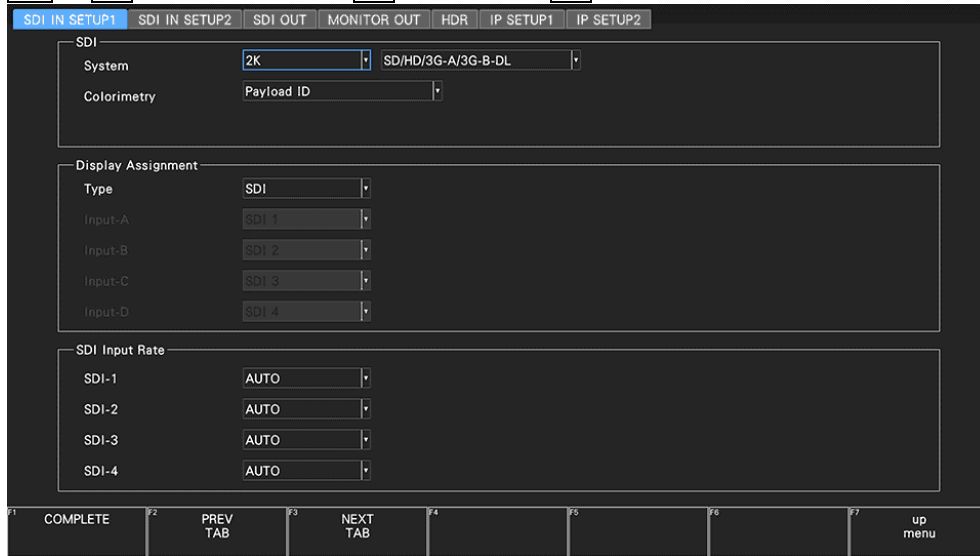 SDI IN SETUP1 SDI IN SETUP2 SDI OUT MONITOR OUT HDR IP SETUP1 IP SETUP2
SDI
System 2K SD/HD/3G-A/3G-B-DL
Colorimetry Payload ID
Display Assignment
Type SDI
Input-A SDI 1
Input-B SDI 2
Input-C SDI 3
Input-D SDI 4
SDI Input Rate
SDI-1 AUTO
SDI-2 AUTO
SDI-3 AUTO
SDI-4 AUTO
F1 COMPLETE F2 PREV TAB F3 NEXT TAB F4 F5 F6 F7 up menu